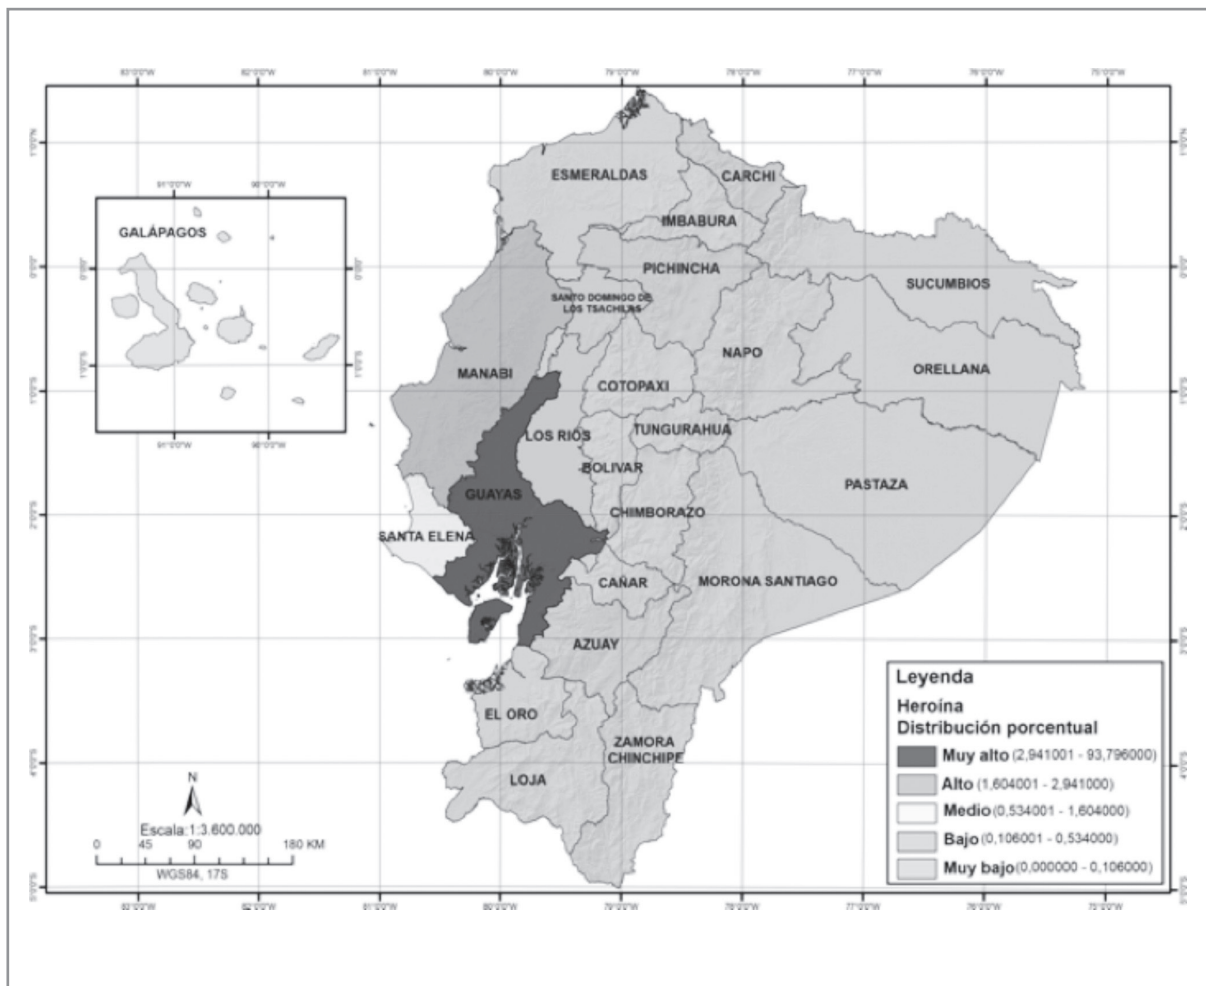 GALÁPAGOS
ESMERALDAS
CARCHI
IMBABURA
PICHINCHA
SUCUMBIOS
SANTO DOMINGO DE
LOS TSACHILAS
NAPO
ORELLANA
MANABI
COTOPAXI
LOS RIOS
TUNGURAHUA
BOLIVAR
PASTAZA
GUAYAS
CHIMBORAZO
SANTA ELENA
CAÑAR
MORONA SANTIAGO
AZUAY
EL ORO
ZAMORA
CHINCHIPE
LOJA
N
Escala:1:3.600.000
0 45 90 180 KM
WGS84, 17S
Leyenda
Heroína
Distribución porcentual
Muy alto (2,941001 - 93,796000)
Alto (1,604001 - 2,941000)
Medio (0,534001 - 1,604000)
Bajo (0,106001 - 0,534000)
Muy bajo (0,000000 - 0,106000)